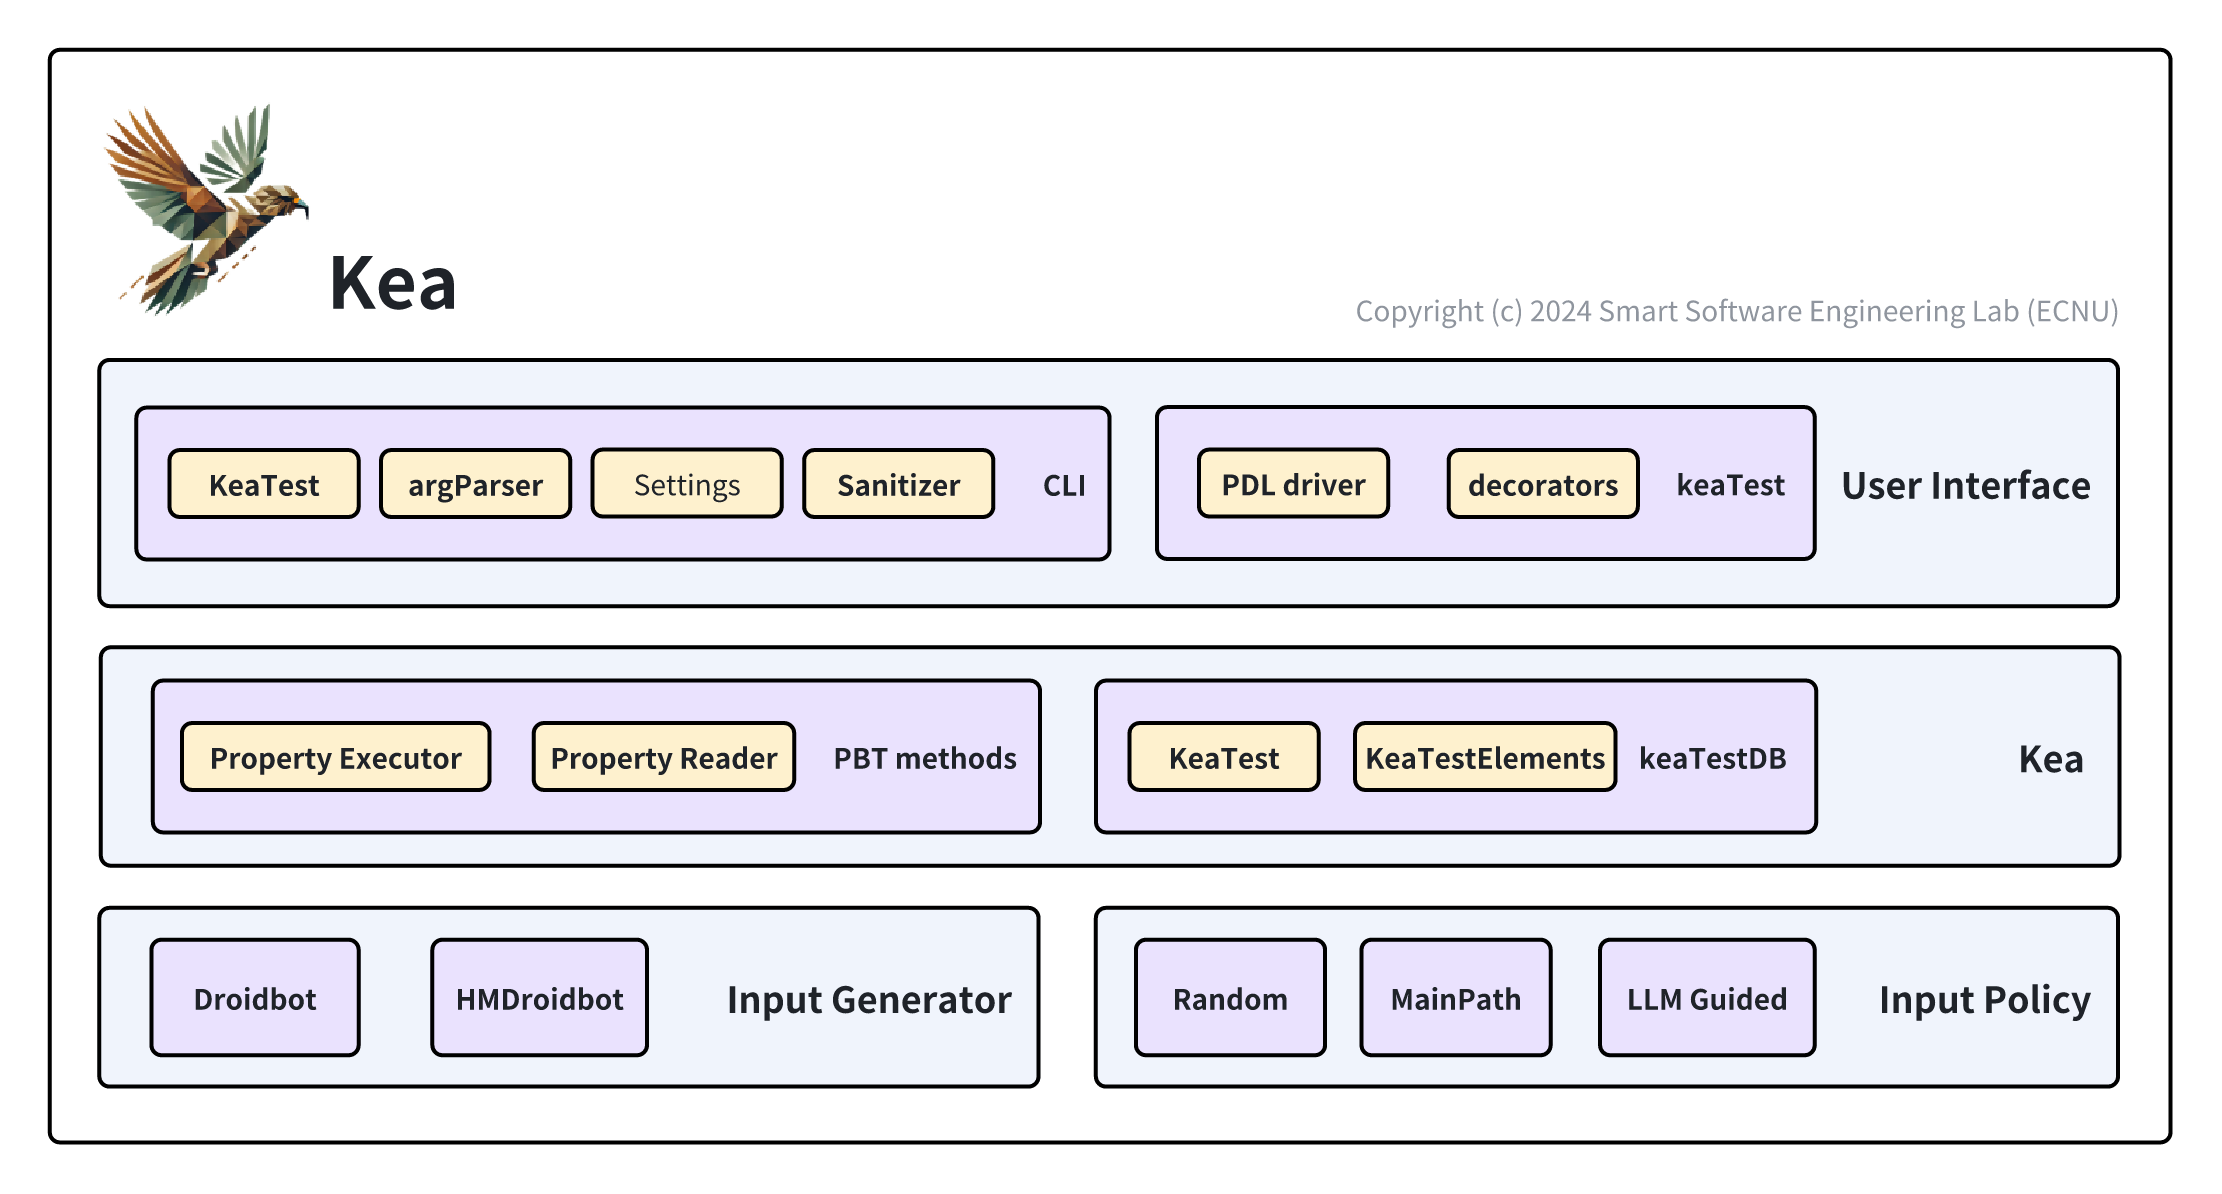 Kea
Copyright (c) 2024 Smart Software Engineering Lab (ECNU)
KeaTest
argParser
Settings
Sanitizer
CLI
PDL driver
decorators
keaTest
User Interface
Property Executor
Property Reader
PBT methods
KeaTest
KeaTestElements
keaTestDB
Kea
Droidbot
HMDroidbot
Input Generator
Random
MainPath
LLM Guided
Input Policy